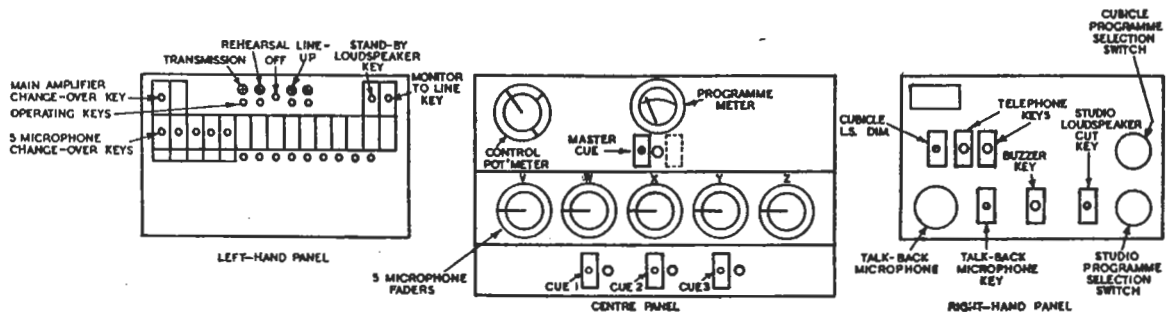 TRANSMISSION
REHEARSAL
OFF
LINE-
UP
STAND-BY
LOUDSPEAKER
KEY
MONITOR
TO LINE
KEY
MAIN AMPLIFIER
CHANGE-OVER KEY
OPERATING KEYS
5 MICROPHONE
CHANGE-OVER KEYS
LEFT-HAND PANEL
PROGRAMME
METER
MASTER
CUE
CONTROL
POT'METER
V W X Y Z
5 MICROPHONE
FADERS
CUE 1
CUE 2
CUE 3
CENTRE PANEL
CUBICLE
PROGRAMME
SELECTION
SWITCH
TELEPHONE
KEYS
STUDIO
LOUDSPEAKER
CUT
KEY
CUBICLE
L.S. DIM.
BUZZER
KEY
TALK-BACK
MICROPHONE
TALK-BACK
MICROPHONE
KEY
STUDIO
PROGRAMME
SELECTION
SWITCH
RIGHT-HAND PANEL